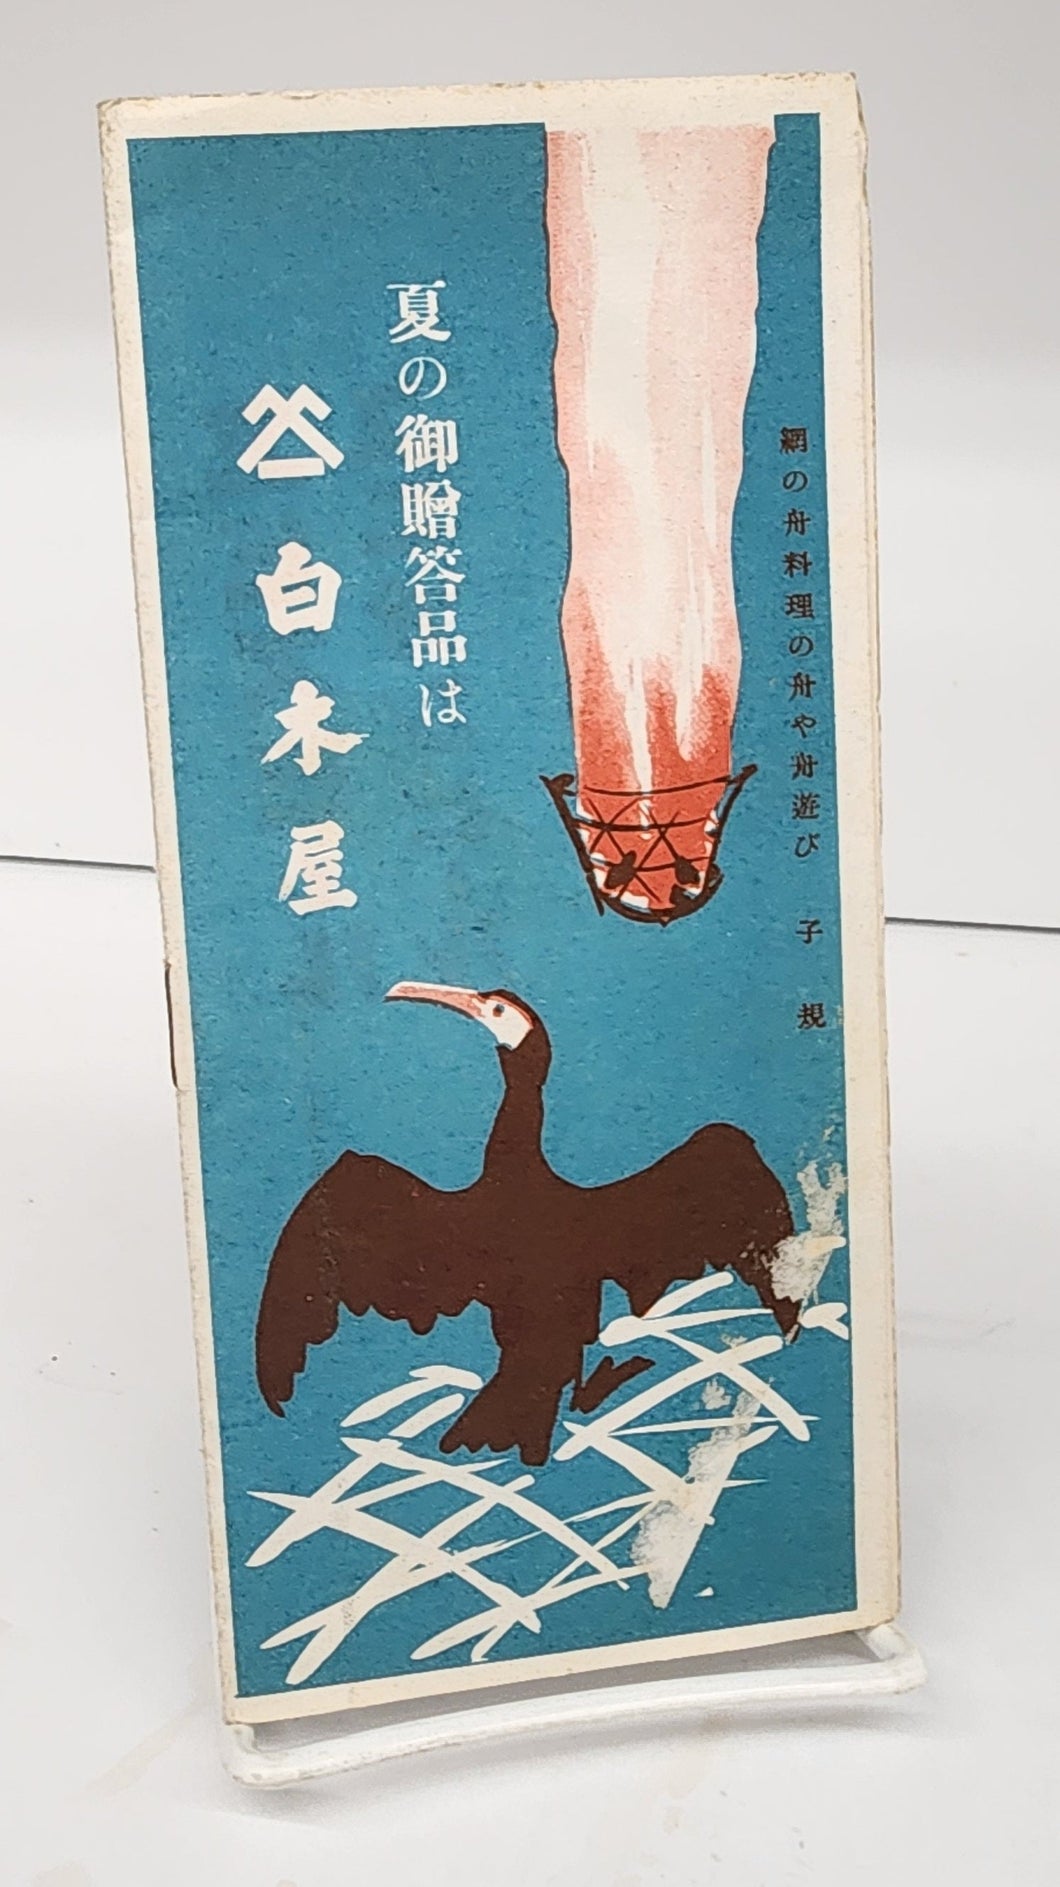 網の舟料理の舟や舟遊び 子規
夏の御贈答品は
白木屋